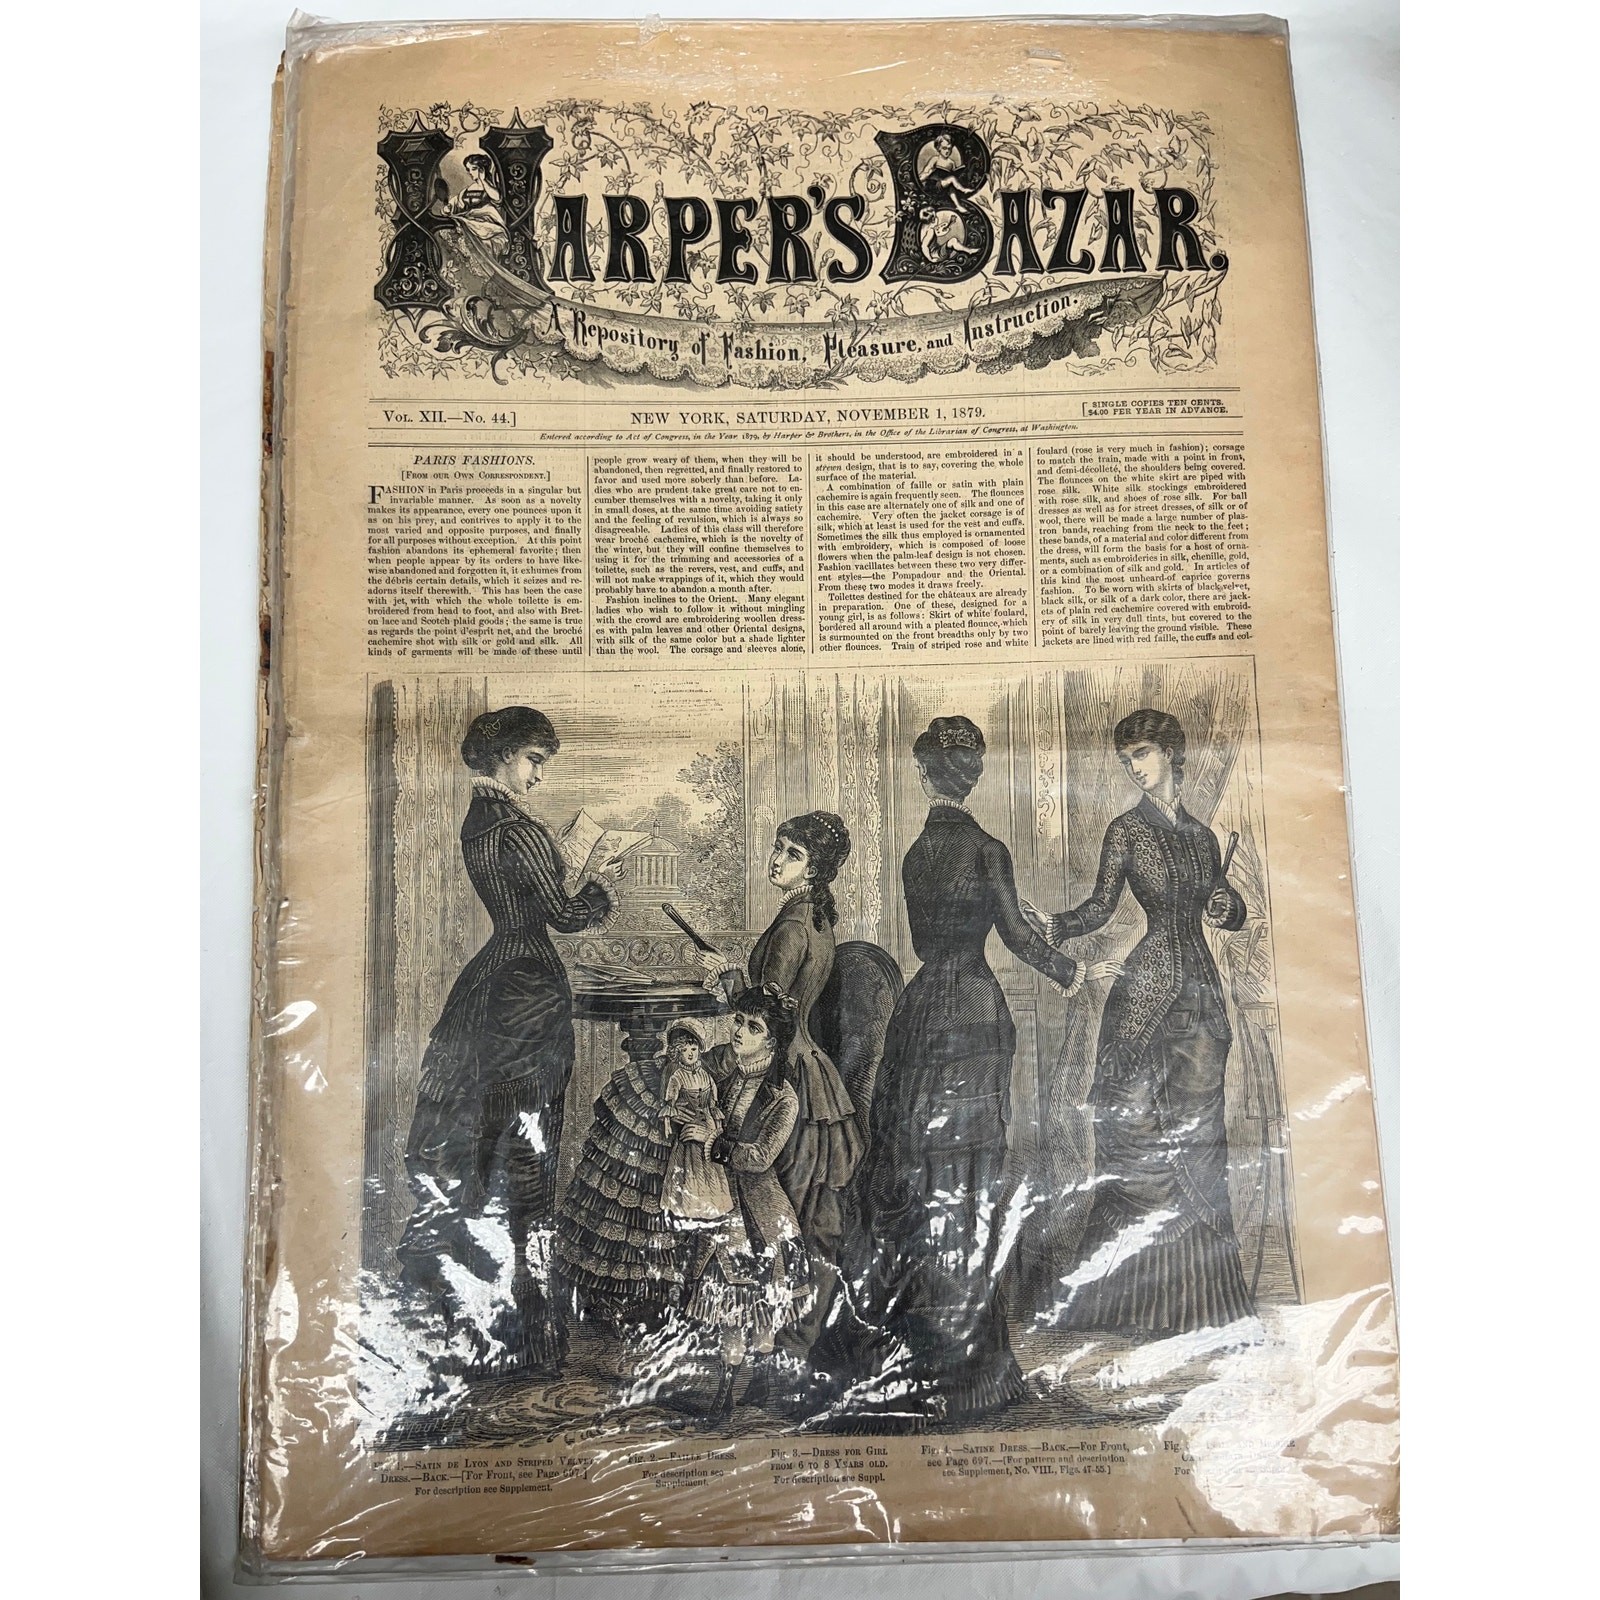 HARPER'S BAZAR.
A Repository of Fashion, Pleasure, and Instruction.
VOL. XII.—No. 44.]
NEW YORK, SATURDAY, NOVEMBER 1, 1879.
[SINGLE COPIES TEN CENTS.
$4.00 PER YEAR IN ADVANCE.
Entered according to Act of Congress, in the Year 1879, by Harper & Brothers, in the Office of the Librarian of Congress, at Washington.
PARIS FASHIONS.
[FROM OUR OWN CORRESPONDENT.]
FASHION in Paris proceeds in a singular but
invariable manner. As soon as a novelty
makes its appearance, every one pounces upon it
as on his prey, and contrives to apply it to the
most varied and opposite purposes, and finally
for all purposes without exception. At this point
fashion abandons its ephemeral favorite; then
when people appear by its orders to have like-
wise abandoned and forgotten it, it exhumes from
the débris certain details, which it seizes and re-
adorns itself therewith. This has been the case
with jet, with which the whole toilette is em-
broidered from head to foot, and also with Bret-
on lace and Scotch plaid goods; the same is true
as regards the point d'esprit net, and the broché
cachemire shot with silk or gold and silk. All
kinds of garments will be made of these until
people grow weary of them, when they will be
abandoned, then regretted, and finally restored to
favor and used more soberly than before. La-
dies who are prudent take great care not to en-
cumber themselves with a novelty, taking it only
in small doses, at the same time avoiding satiety
and the feeling of revulsion, which is always so
disagreeable. Ladies of this class will therefore
wear broché cachemire, which is the novelty of
the winter, but they will confine themselves to
using it for the trimming and accessories of a
toilette, such as the revers, vest, and cuffs, and
will not make wrappings of it, which they would
probably have to abandon a month after.
Fashion inclines to the Orient. Many elegant
ladies who wish to follow it without mingling
with the crowd are embroidering woollen dress-
es with palm leaves and other Oriental designs,
with silk of the same color but a shade lighter
than the wool. The corsage and sleeves alone,
it should be understood, are embroidered in a
strewn design, that is to say, covering the whole
surface of the material.
A combination of faille or satin with plain
cachemire is again frequently seen. The flounces
in this case are alternately one of silk and one of
cachemire. Very often the jacket corsage is of
silk, which at least is used for the vest and cuffs.
Sometimes the silk thus employed is ornamented
with embroidery, which is composed of loose
flowers when the palm-leaf design is not chosen.
Fashion vacillates between these two very differ-
ent styles—the Pompadour and the Oriental.
From these two modes it draws freely.
Toilettes destined for the châteaux are already
in preparation. One of these, designed for a
young girl, is as follows: Skirt of white foulard,
bordered all around with a pleated flounce, which
is surmounted on the front breadths only by two
other flounces. Train of striped rose and white
foulard (rose is very much in fashion); corsage
to match the train, made with a point in front,
and demi-décolleté, the shoulders being covered.
The flounces on the white skirt are piped with
rose silk. White silk stockings embroidered
with rose silk, and shoes of rose silk. For ball
dresses as well as for street dresses, of silk or of
wool, there will be made a large number of plas-
tron bands, reaching from the neck to the feet;
these bands, of a material and color different from
the dress, will form the basis for a host of orna-
ments, such as embroideries in silk, chenille, gold,
or a combination of silk and gold. In articles of
this kind the most unheard-of caprice governs
fashion. To be worn with skirts of black velvet,
black silk, or silk of a dark color, there are jack-
ets of plain red cachemire covered with embroid-
ery of silk in very dull tints, but covered to the
point of barely leaving the ground visible. These
jackets are lined with red faille, the cuffs and col-
—SATIN DE LYON AND STRIPED VELVET
DRESS.—BACK.—[For Front, see Page 697.]
For description see Supplement.
Fig. 2.—FAILLE DRESS.
For description see
Supplement.
Fig. 3.—DRESS FOR GIRL
FROM 6 TO 8 YEARS OLD.
For description see Suppl.
Fig. 4.—SATINE DRESS.—BACK.—For Front,
see Page 697.—[For pattern and description
see Supplement, No. VIII., Figs. 47-55.]
Fig.
For